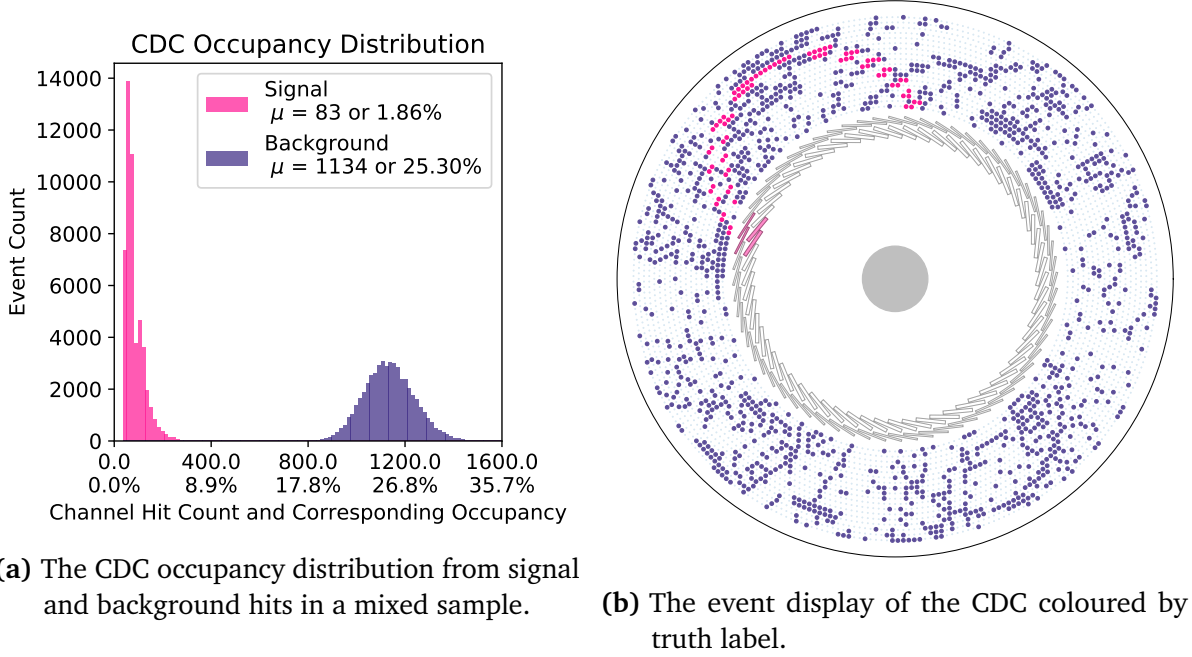 CDC Occupancy Distribution
Event Count
14000
12000
10000
8000
6000
4000
2000
0
Signal
μ = 83 or 1.86%
Background
μ = 1134 or 25.30%
0.0 400.0 800.0 1200.0 1600.0
0.0% 8.9% 17.8% 26.8% 35.7%
Channel Hit Count and Corresponding Occupancy
(a) The CDC occupancy distribution from signal
and background hits in a mixed sample.
(b) The event display of the CDC coloured by
truth label.